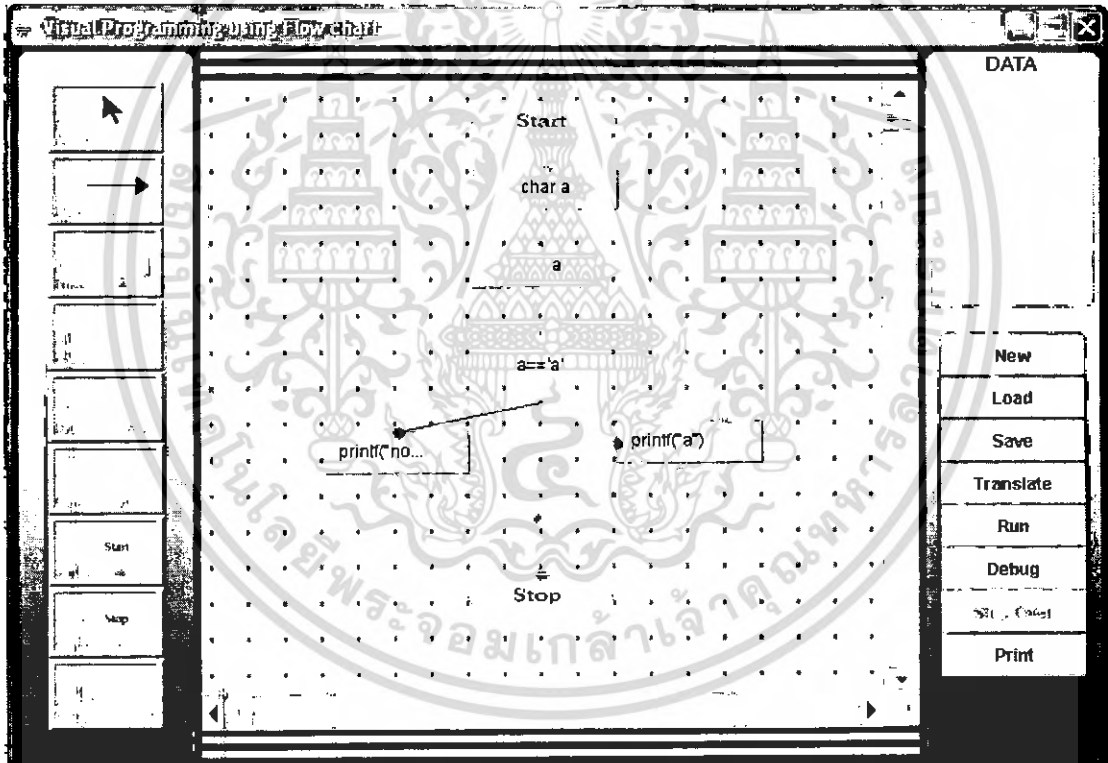 Visual Programming using Flow chart
DATA
Start
char a
a
a=='a'
printf("no...
printf("a")
Stop
Start
Stop
New
Load
Save
Translate
Run
Debug
Print